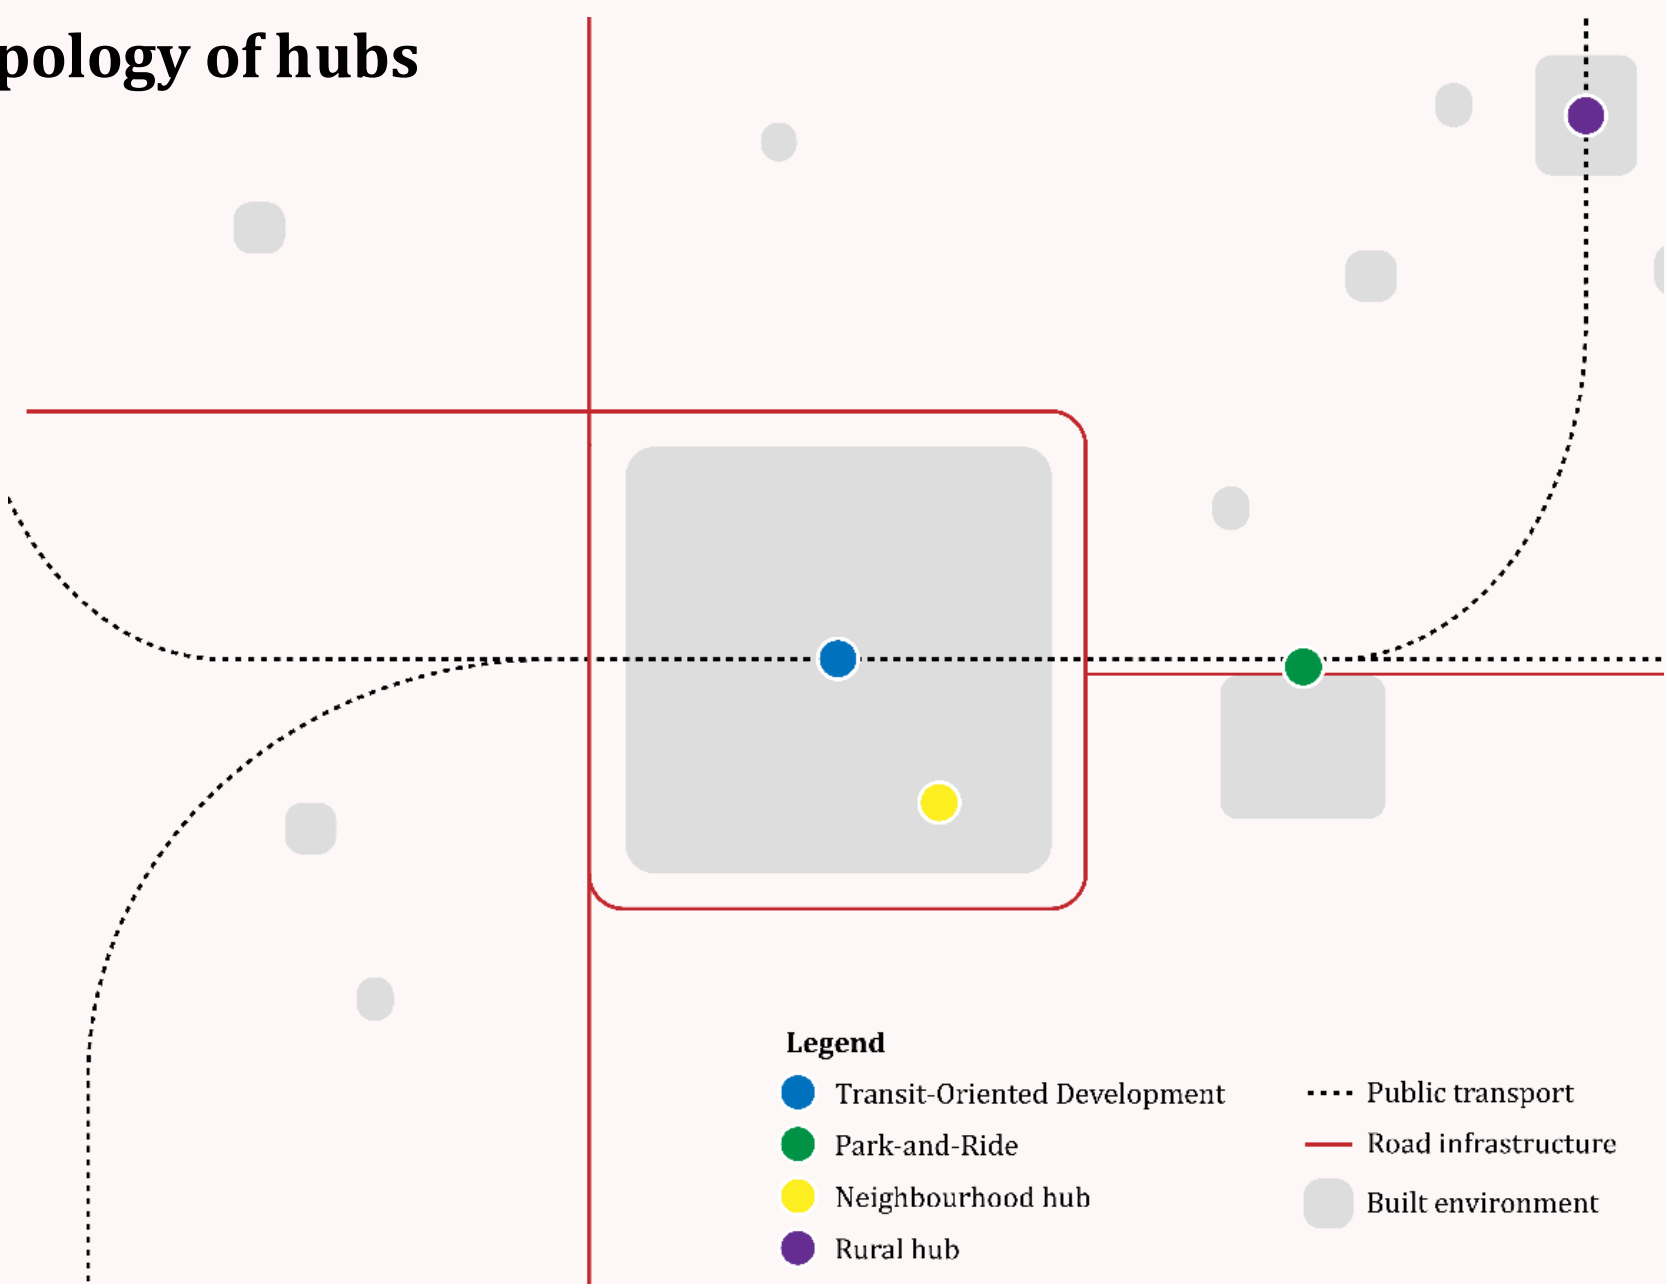 pology of hubs
Legend
Transit-Oriented Development
Park-and-Ride
Neighbourhood hub
Rural hub
Public transport
Road infrastructure
Built environment